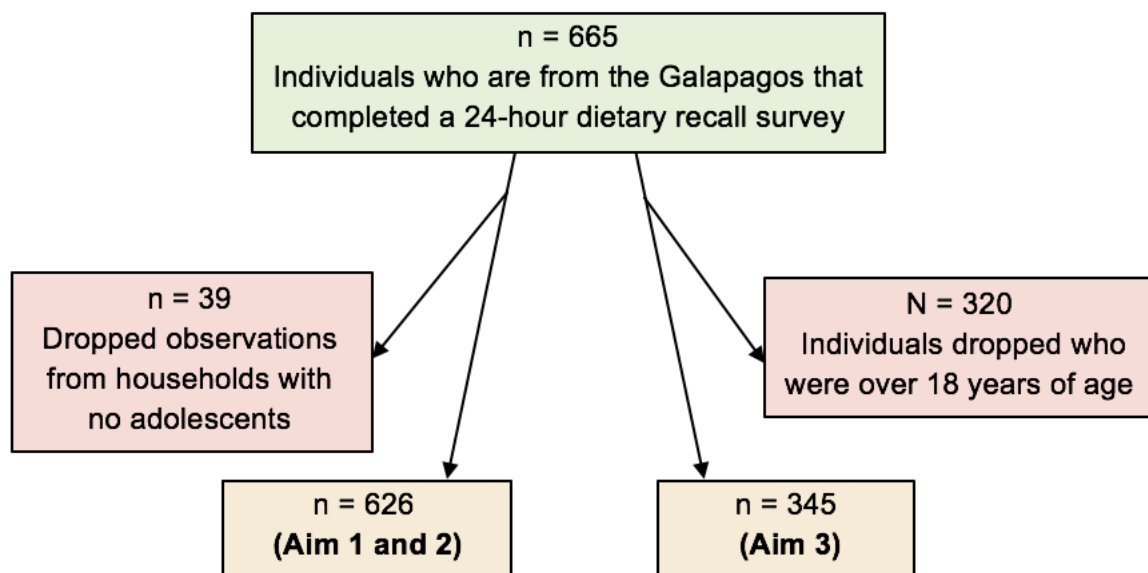 n = 665
Individuals who are from the Galapagos that
completed a 24-hour dietary recall survey
n = 39
Dropped observations
from households with
no adolescents
N = 320
Individuals dropped who
were over 18 years of age
n = 626
(Aim 1 and 2)
n = 345
(Aim 3)